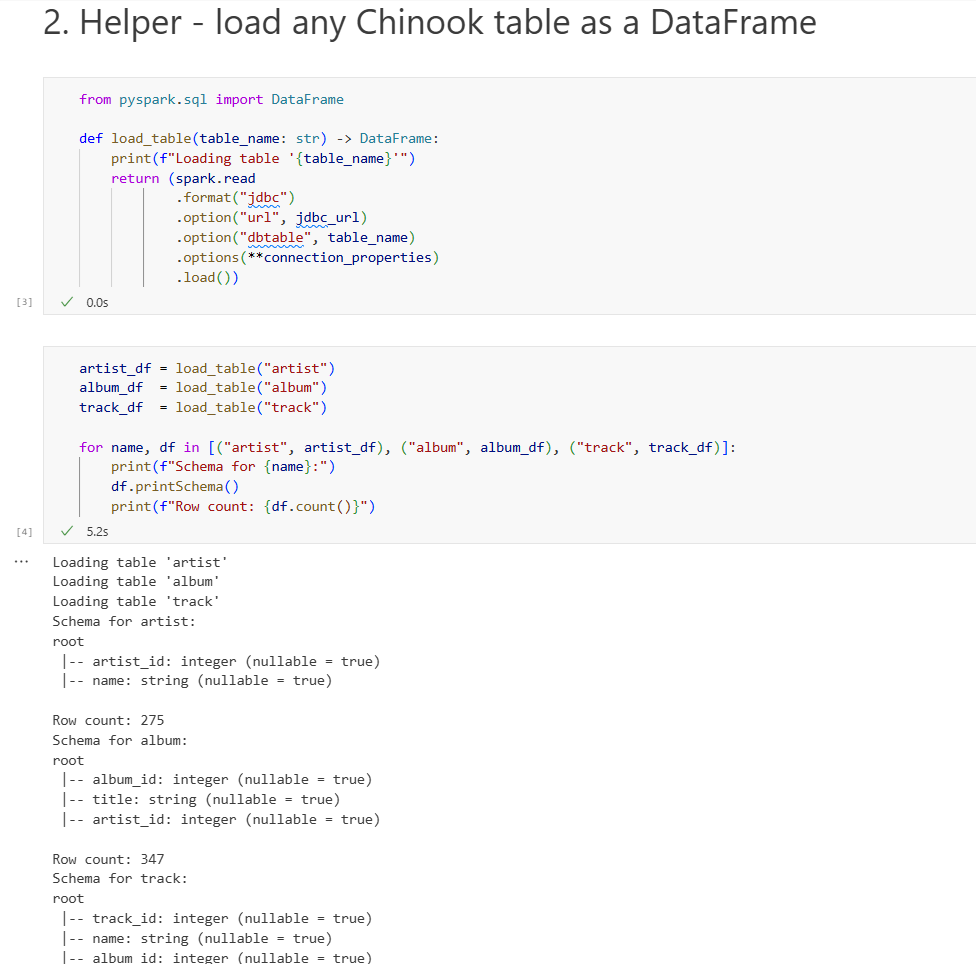 2. Helper - load any Chinook table as a DataFrame
from pyspark.sql import DataFrame
def load_table(table_name: str) -> DataFrame:
    print(f"Loading table '{table_name}'")
    return (spark.read
            .format("jdbc")
            .option("url", jdbc_url)
            .option("dbtable", table_name)
            .options(**connection_properties)
            .load())
[3]
✓ 0.0s
artist_df = load_table("artist")
album_df  = load_table("album")
track_df  = load_table("track")
for name, df in [("artist", artist_df), ("album", album_df), ("track", track_df)]:
    print(f"Schema for {name}:")
    df.printSchema()
    print(f"Row count: {df.count()}")
[4]
✓ 5.2s
...
Loading table 'artist'
Loading table 'album'
Loading table 'track'
Schema for artist:
root
 |-- artist_id: integer (nullable = true)
 |-- name: string (nullable = true)
Row count: 275
Schema for album:
root
 |-- album_id: integer (nullable = true)
 |-- title: string (nullable = true)
 |-- artist_id: integer (nullable = true)
Row count: 347
Schema for track:
root
 |-- track_id: integer (nullable = true)
 |-- name: string (nullable = true)
 |-- album_id: integer (nullable = true)